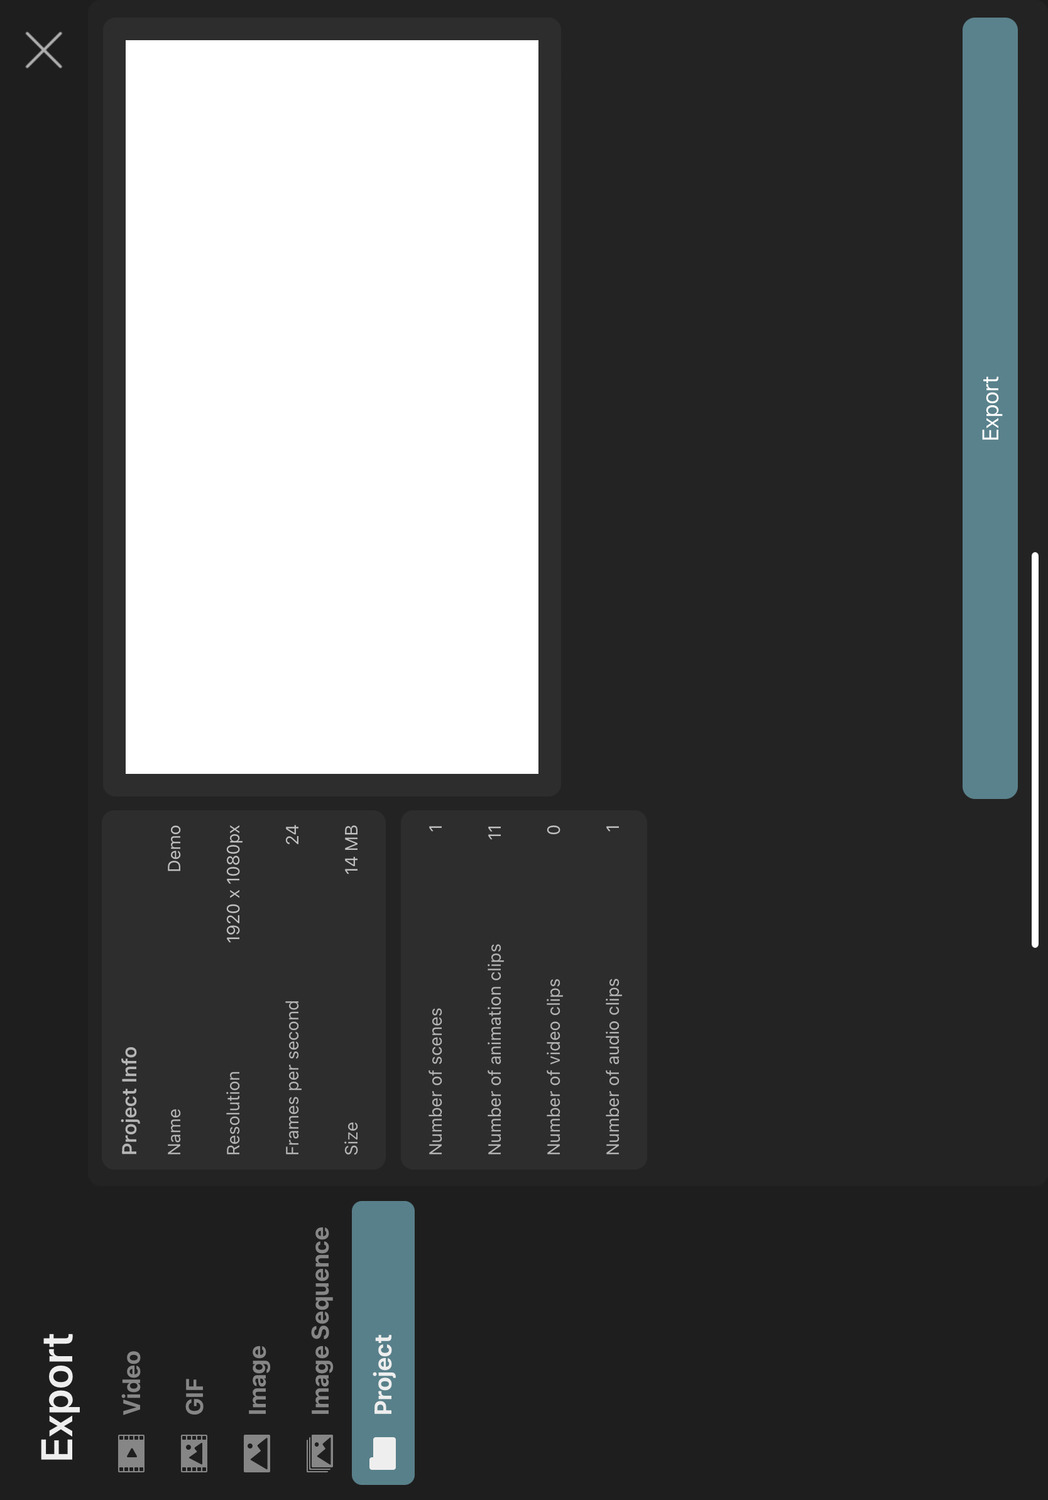 Export
Video
GIF
Image
Image Sequence
Project
Project Info
Name Demo
Resolution 1920 x 1080px
Frames per second 24
Size 14 MB
Number of scenes 1
Number of animation clips 11
Number of video clips 0
Number of audio clips 1
Export